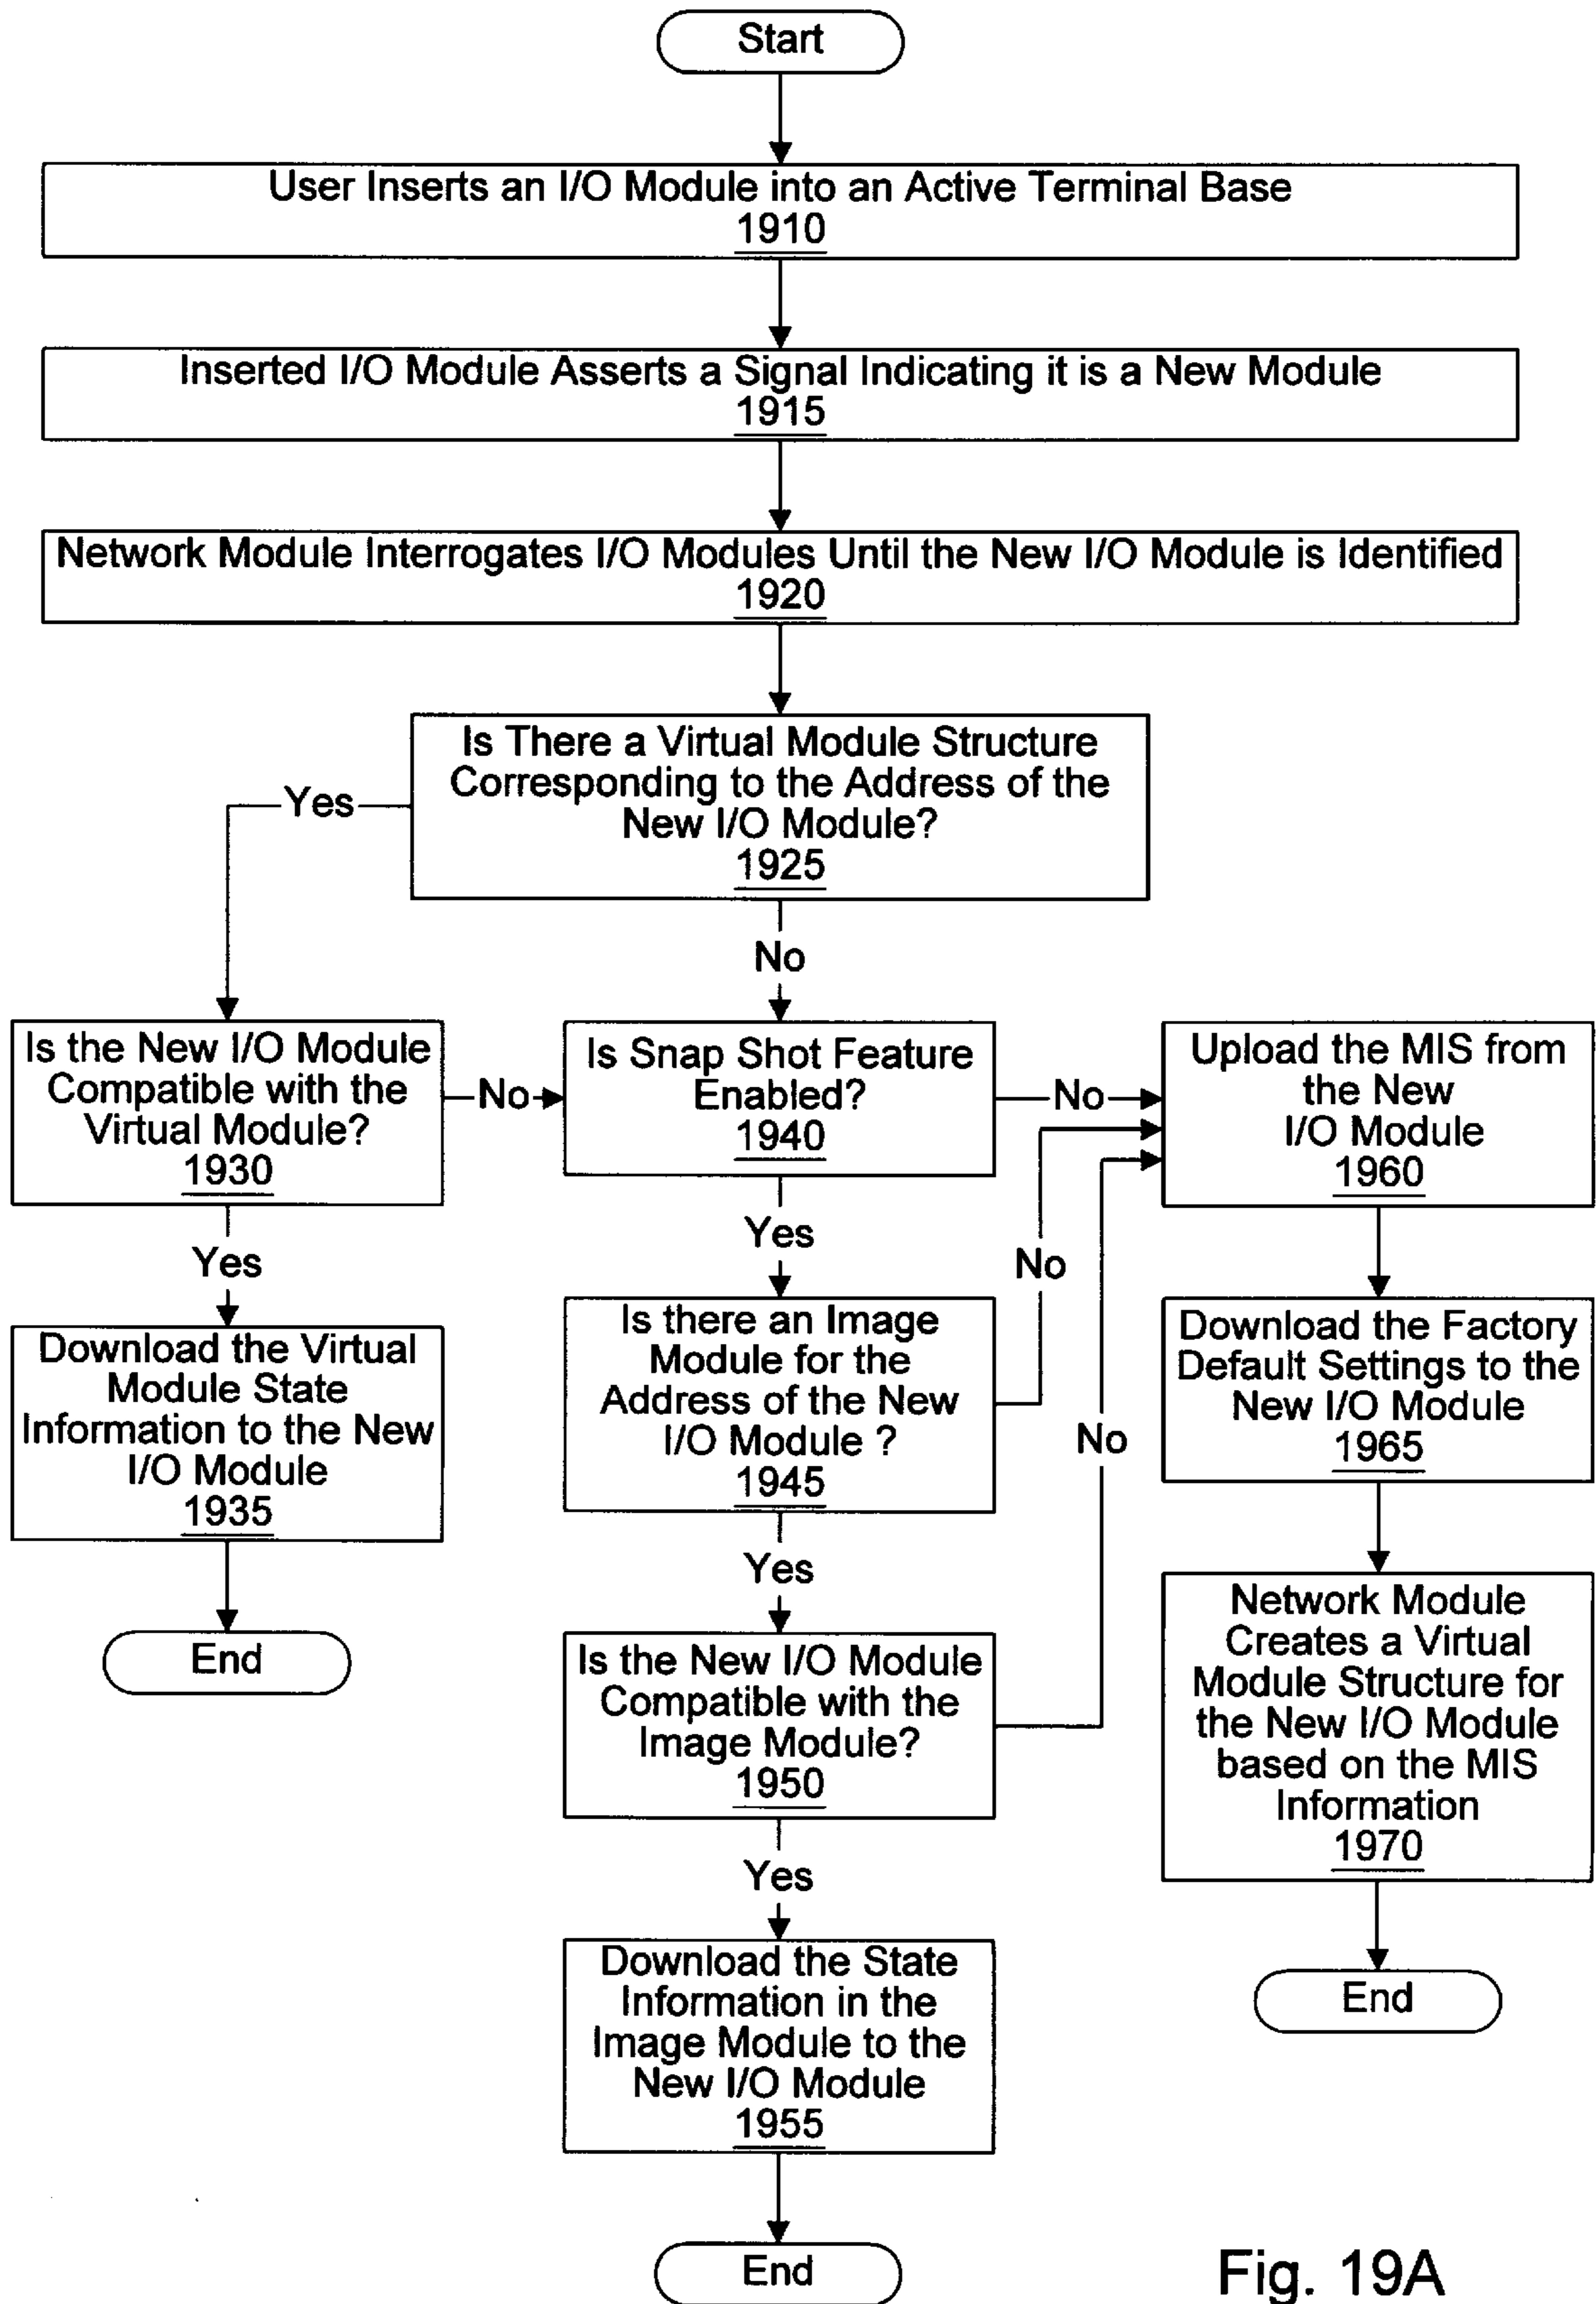 Start
User Inserts an I/O Module into an Active Terminal Base
1910
Inserted I/O Module Asserts a Signal Indicating it is a New Module
1915
Network Module Interrogates I/O Modules Until the New I/O Module is Identified
1920
Is There a Virtual Module Structure
Corresponding to the Address of the
New I/O Module?
1925
Yes
No
Is the New I/O Module
Compatible with the
Virtual Module?
1930
No
Yes
Download the Virtual
Module State
Information to the New
I/O Module
1935
End
Is Snap Shot Feature
Enabled?
1940
No
Yes
Is there an Image
Module for the
Address of the New
I/O Module ?
1945
No
Yes
Is the New I/O Module
Compatible with the
Image Module?
1950
No
Yes
Download the State
Information in the
Image Module to the
New I/O Module
1955
End
Upload the MIS from
the New
I/O Module
1960
Download the Factory
Default Settings to the
New I/O Module
1965
Network Module
Creates a Virtual
Module Structure for
the New I/O Module
based on the MIS
Information
1970
End
Fig. 19A